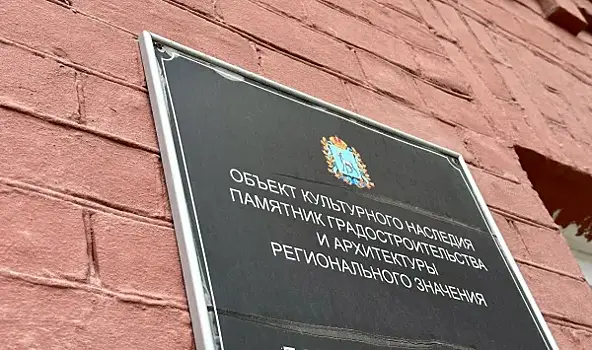 ОБЪЕКТ КУЛЬТУРНОГО НАСЛЕДИЯ
ПАМЯТНИК ГРАДОСТРОИТЕЛЬСТВА
И АРХИТЕКТУРЫ
РЕГИОНАЛЬНОГО ЗНАЧЕНИЯ